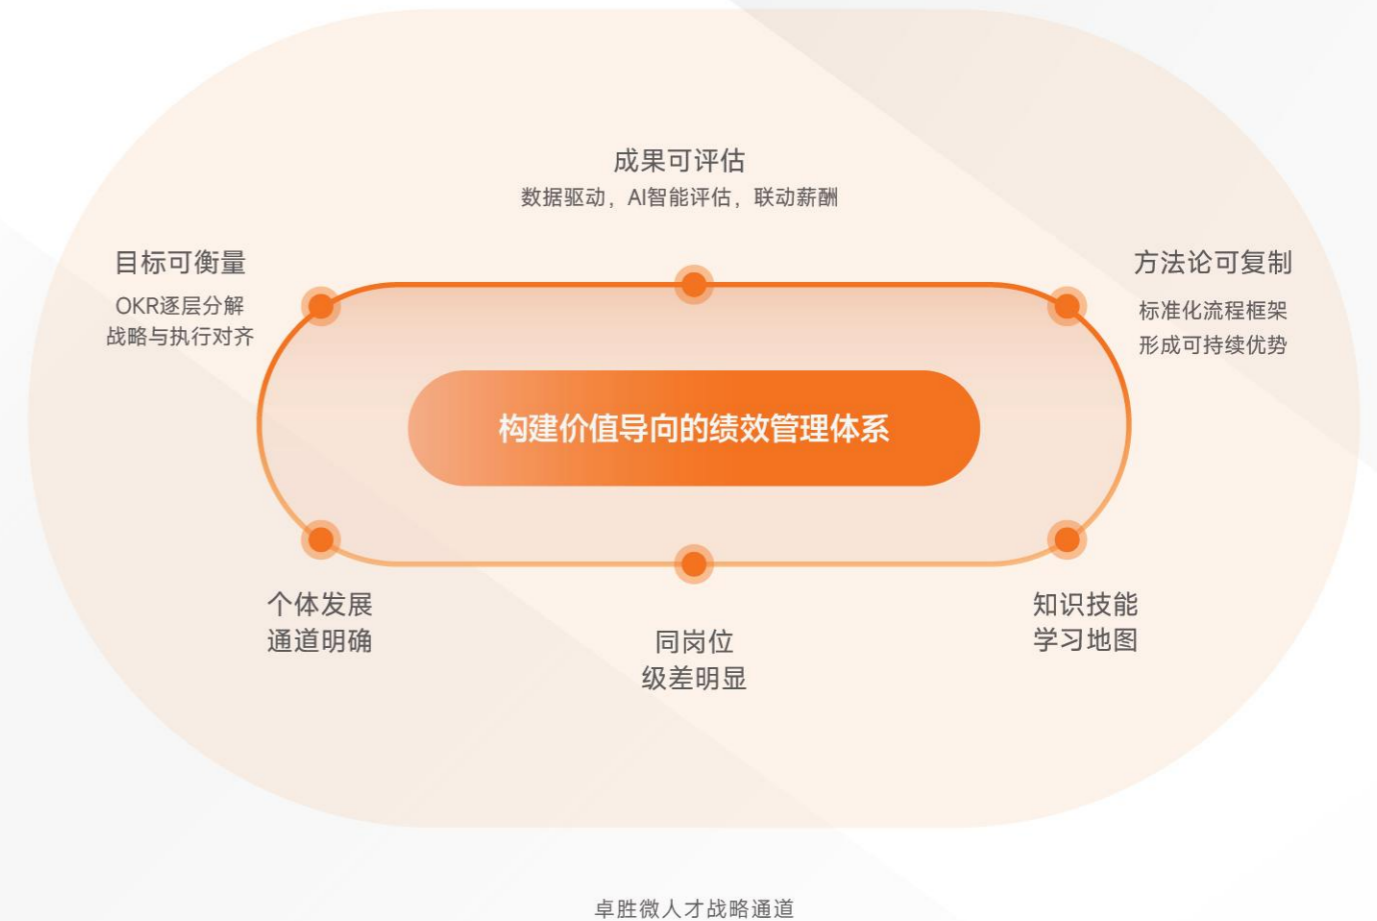 成果可评估
数据驱动，AI智能评估，联动薪酬
目标可衡量
OKR逐层分解
战略与执行对齐
方法论可复制
标准化流程框架
形成可持续优势
构建价值导向的绩效管理体系
个体发展
通道明确
同岗位
级差明显
知识技能
学习地图
卓胜微人才战略通道